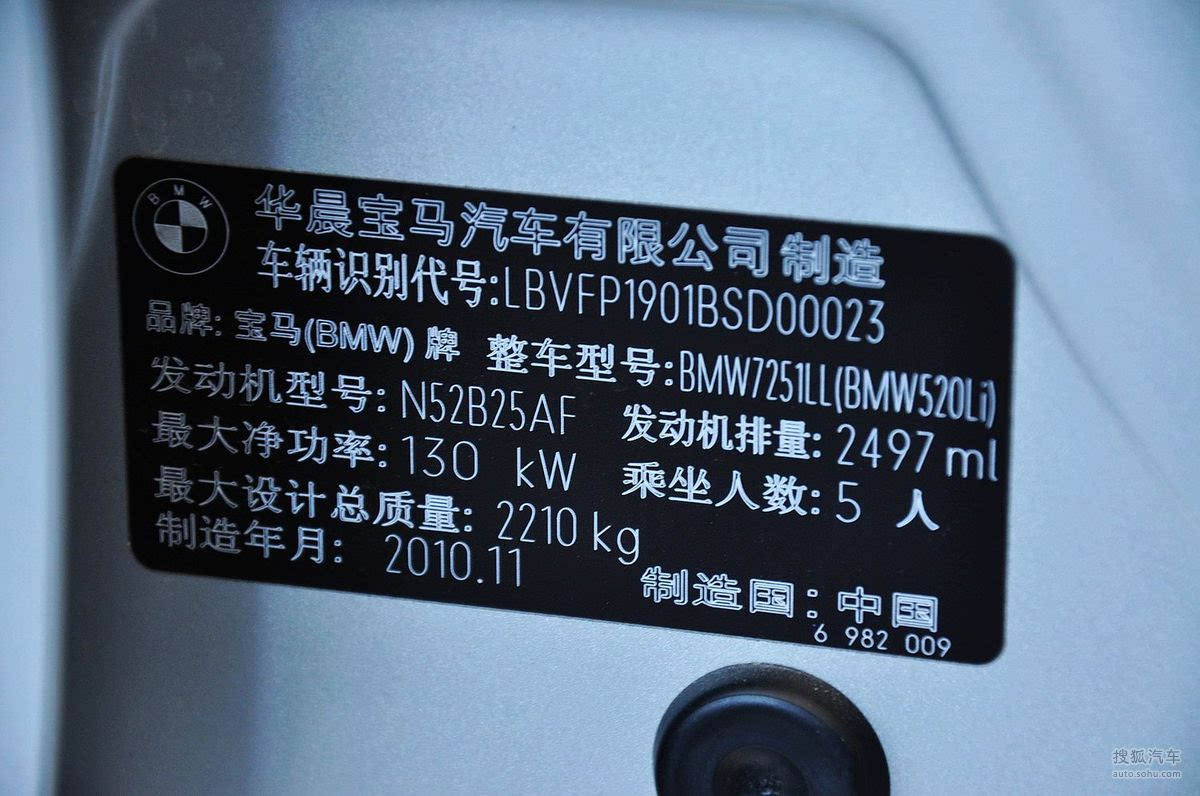 BMW
华晨宝马汽车有限公司 制造
车辆识别代号:LBVFP1901BSD00023
品牌: 宝马(BMW) 牌 整车型号:BMW7251LL(BMW520Li)
发动机型号: N52B25AF 发动机排量: 2497 ml
最大净功率: 130 kW 乘坐人数: 5 人
最大设计总质量: 2210 kg
制造年月: 2010.11
制造国: 中国
6 982 009
搜狐汽车
auto.sohu.com